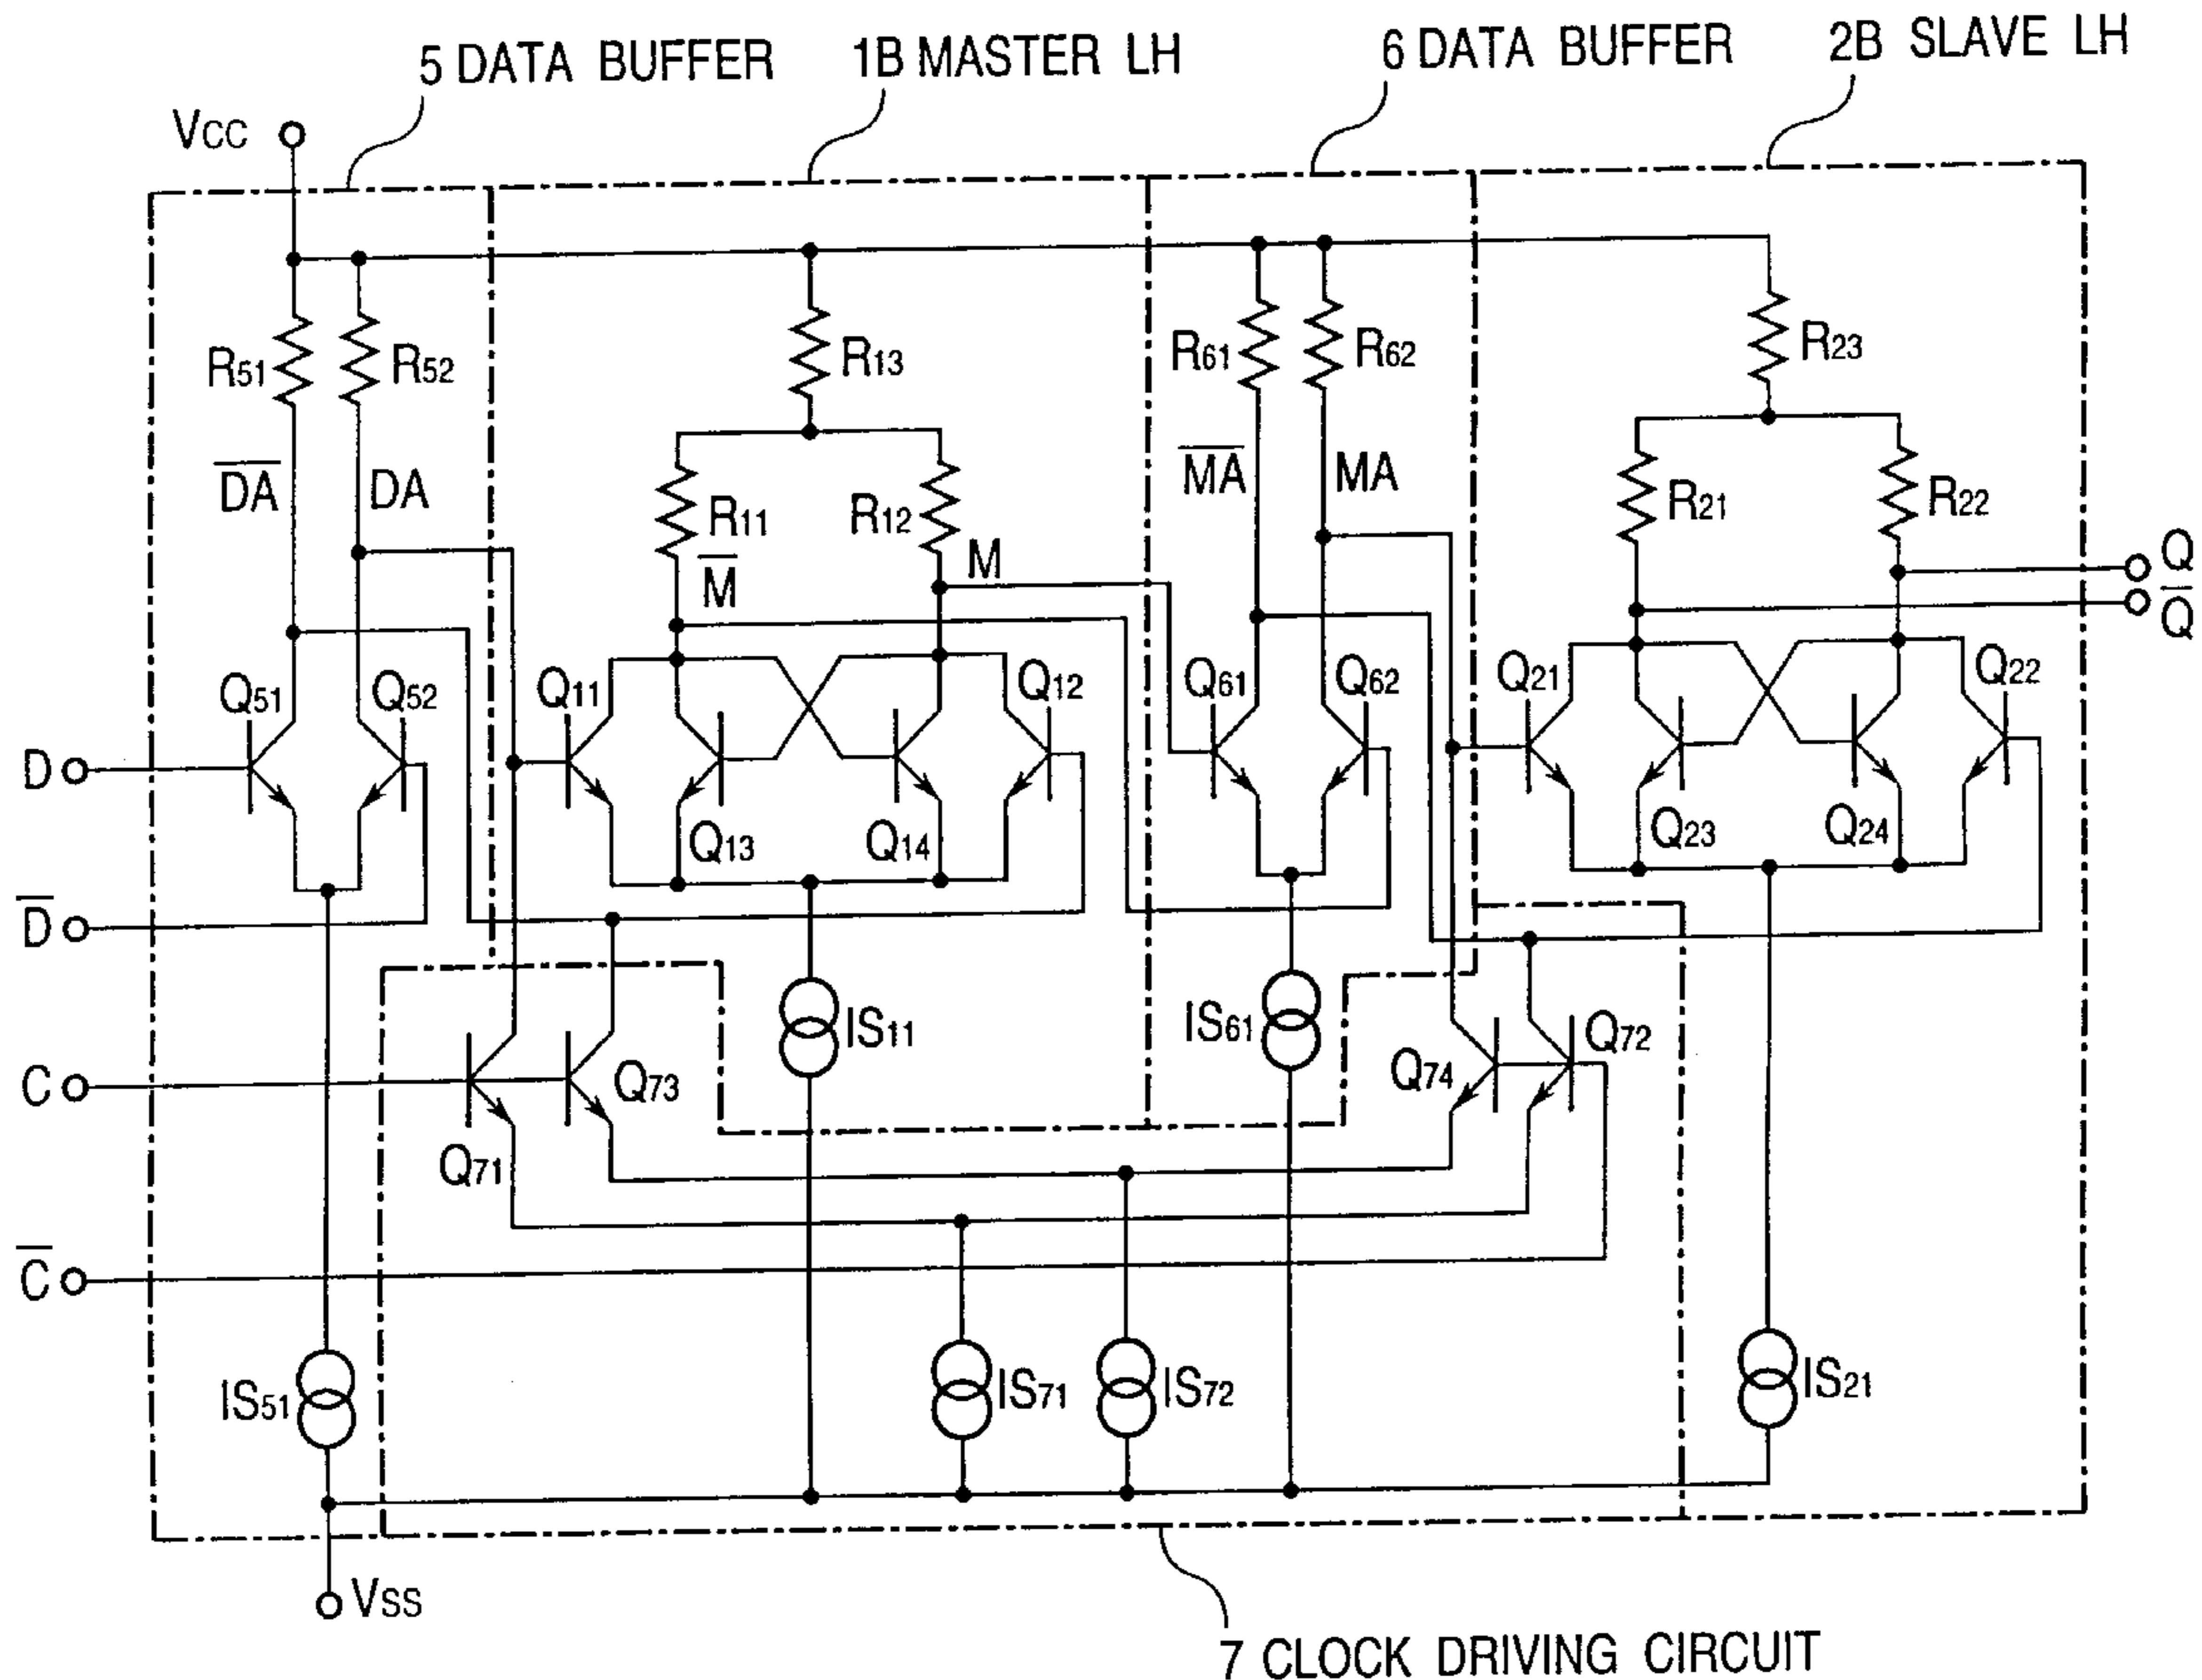 5 DATA BUFFER
1B MASTER LH
6 DATA BUFFER
2B SLAVE LH
VCC
R51
R52
R13
R61
R62
R23
D̅A̅
DA
R11
R12
M̅A̅
MA
R21
R22
M̅
M
Q
Q̅
Q51
Q52
Q11
Q12
Q61
Q62
Q21
Q22
D
Q13
Q14
Q23
Q24
D̅
IS11
IS61
C
Q73
Q74
Q72
Q71
C̅
IS51
IS71
IS72
IS21
VSS
7 CLOCK DRIVING CIRCUIT